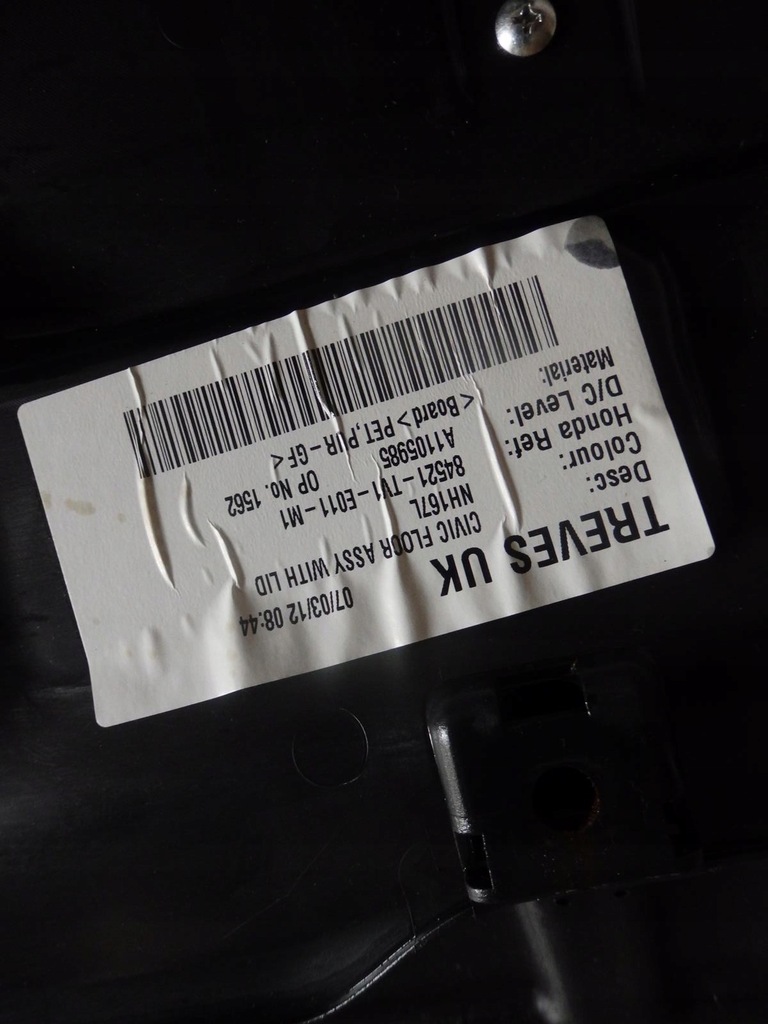 TREVES UK 07/03/12 08:44
Desc: CIVIC FLOOR ASSY WITH LID
Colour: NH167L
Honda Ref: 84521-TV1-E011-M1
D/C Level: A1105985 OP No. 1562
Material: <Board> PET,PUR-GF<